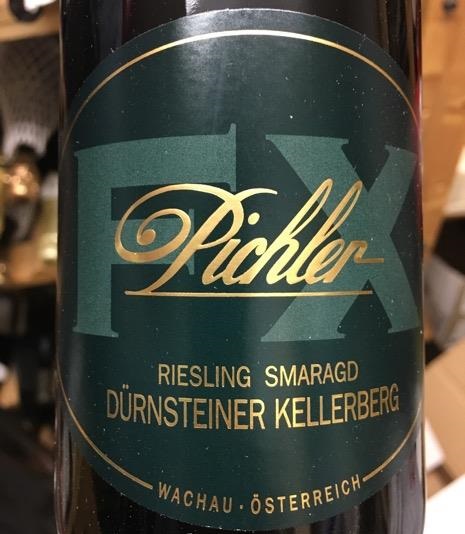 FX
Pichler
RIESLING SMARAGD
DÜRNSTEINER KELLERBERG
WACHAU · ÖSTERREICH